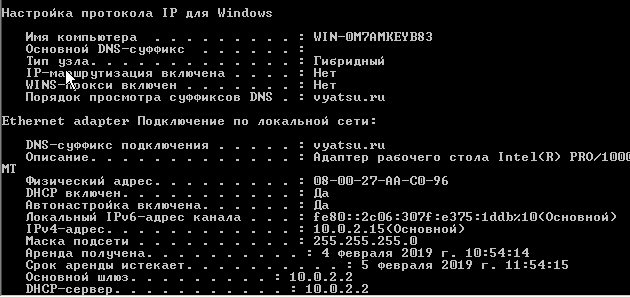 Настройка протокола IP для Windows
Имя компьютера . . . . . . . . . : WIN-0M7AMKEYB83
Основной DNS-суффикс . . . . . . :
Тип узла. . . . . . . . . . . . . : Гибридный
IP-маршрутизация включена . . . . : Нет
WINS-прокси включен . . . . . . . : Нет
Порядок просмотра суффиксов DNS . : vyatsu.ru
Ethernet adapter Подключение по локальной сети:
DNS-суффикс подключения . . . . . : vyatsu.ru
Описание. . . . . . . . . . . . . : Адаптер рабочего стола Intel(R) PRO/1000
MT
Физический адрес. . . . . . . . . : 08-00-27-AA-C0-96
DHCP включен. . . . . . . . . . . : Да
Автонастройка включена. . . . . . : Да
Локальный IPv6-адрес канала . . . : fe80::2c06:307f:e375:1ddb%10(Основной)
IPv4-адрес. . . . . . . . . . . . : 10.0.2.15(Основной)
Маска подсети . . . . . . . . . . : 255.255.255.0
Аренда получена. . . . . . . . . . : 4 февраля 2019 г. 10:54:14
Срок аренды истекает. . . . . . . . . . : 5 февраля 2019 г. 11:54:15
Основной шлюз. . . . . . . . . : 10.0.2.2
DHCP-сервер. . . . . . . . . . . : 10.0.2.2